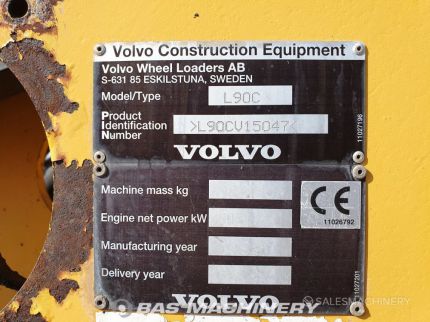 Volvo Construction Equipment
Volvo Wheel Loaders AB
S-631 85 ESKILSTUNA, SWEDEN
Model/Type L90C
Product
Identification >L90CV15047<
Number
VOLVO
11027196
Machine mass kg
Engine net power kW
Manufacturing year
Delivery year
CE
11026792
11027201
VOLVO
BAS MACHINERY
SALESMACHINERY